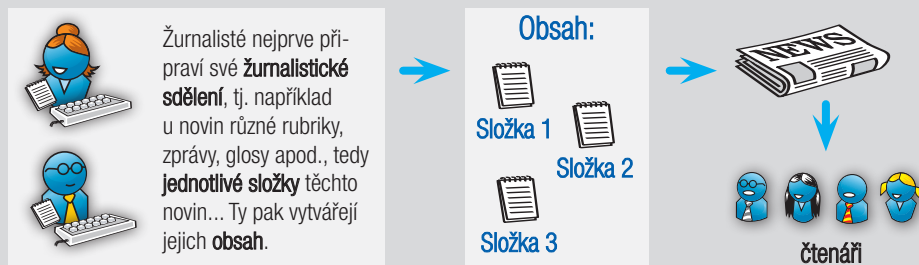 Žurnalisté nejprve při-
praví své žurnalistické
sdělení, tj. například
u novin různé rubriky,
zprávy, glosy apod., tedy
jednotlivé složky těchto
novin... Ty pak vytvářejí
jejich obsah.
Obsah:
Složka 1
Složka 2
Složka 3
NEWS
čtenáři